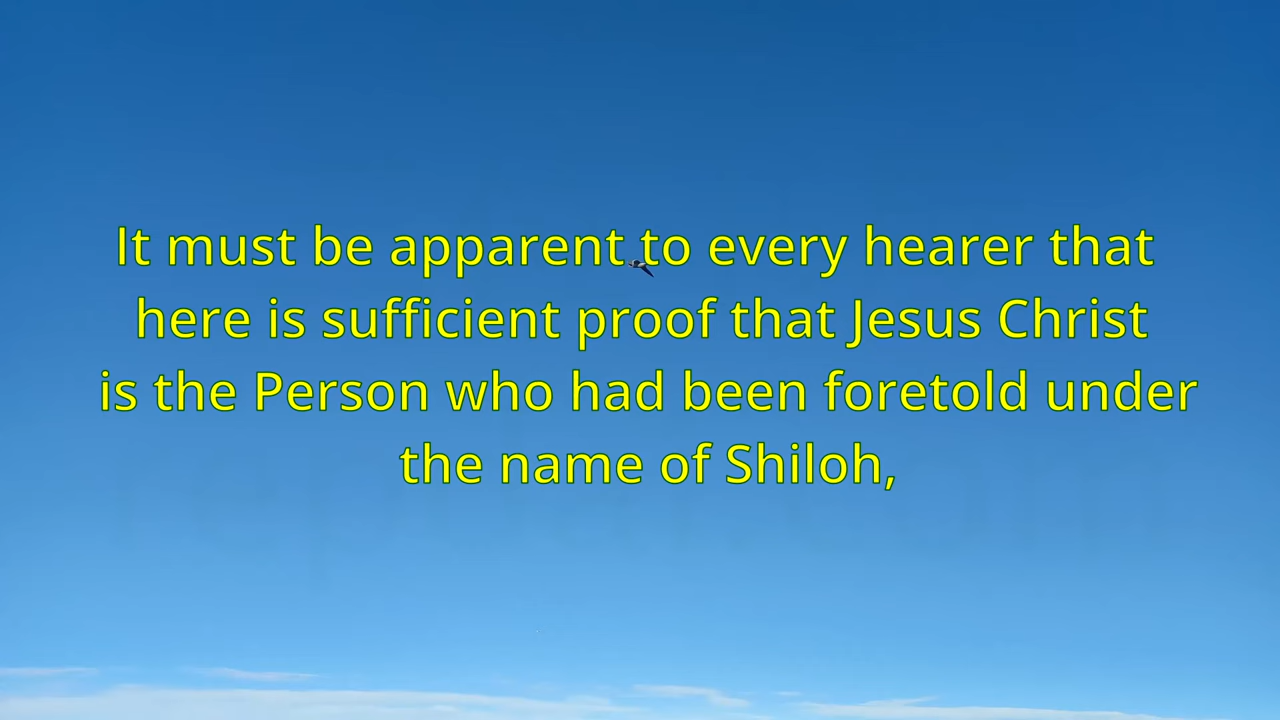 It must be apparent to every hearer that
here is sufficient proof that Jesus Christ
is the Person who had been foretold under
the name of Shiloh,